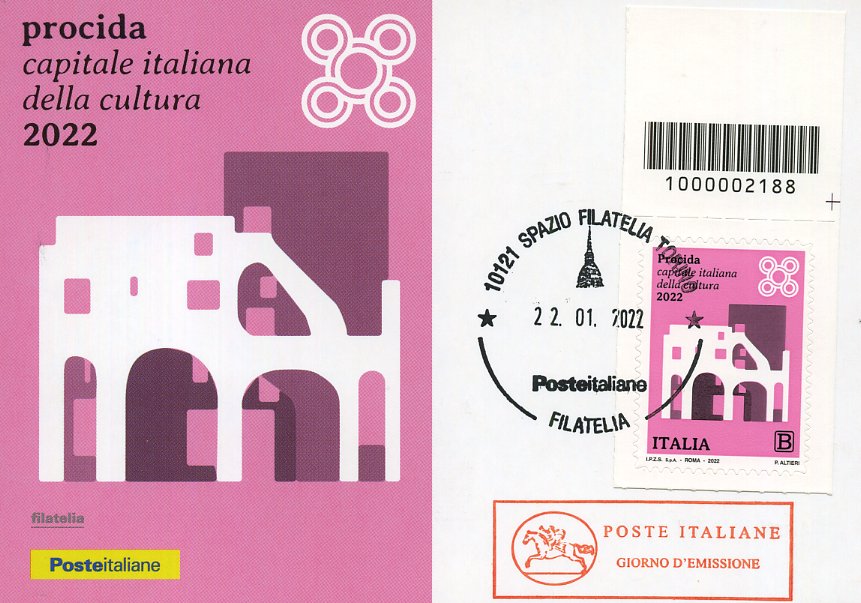 procida
capitale italiana
della cultura
2022
filatelia
Posteitaliane
1000002188
10121 SPAZIO FILATELIA TORINO
22.01.2022
Posteitaliane
FILATELIA
Procida
capitale italiana
della cultura
2022
ITALIA B
I.P.Z.S. S.p.A. - ROMA - 2022 P. ALTIERI
POSTE ITALIANE
GIORNO D'EMISSIONE